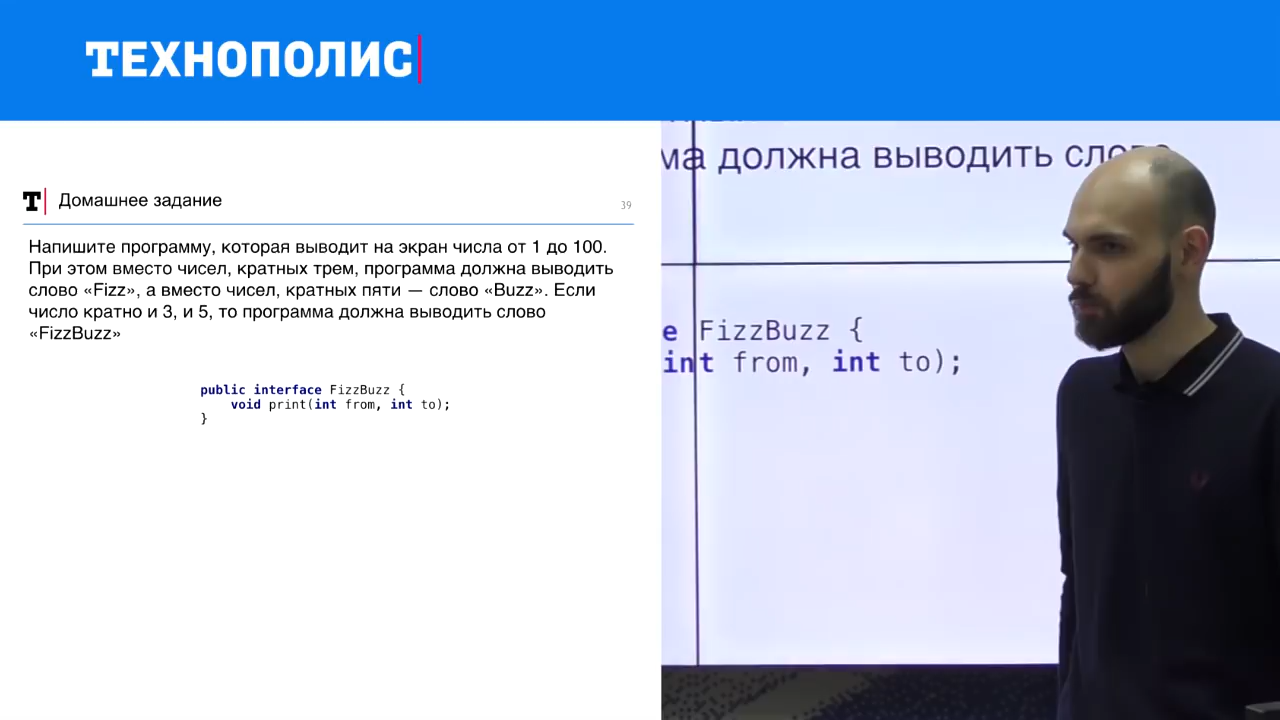 ТЕХНОПОЛИС
Т Домашнее задание
39
Напишите программу, которая выводит на экран числа от 1 до 100.
При этом вместо чисел, кратных трем, программа должна выводить
слово «Fizz», а вместо чисел, кратных пяти — слово «Buzz». Если
число кратно и 3, и 5, то программа должна выводить слово
«FizzBuzz»
public interface FizzBuzz {
void print(int from, int to);
}
ма должна выводить слово
e FizzBuzz {
int from, int to);